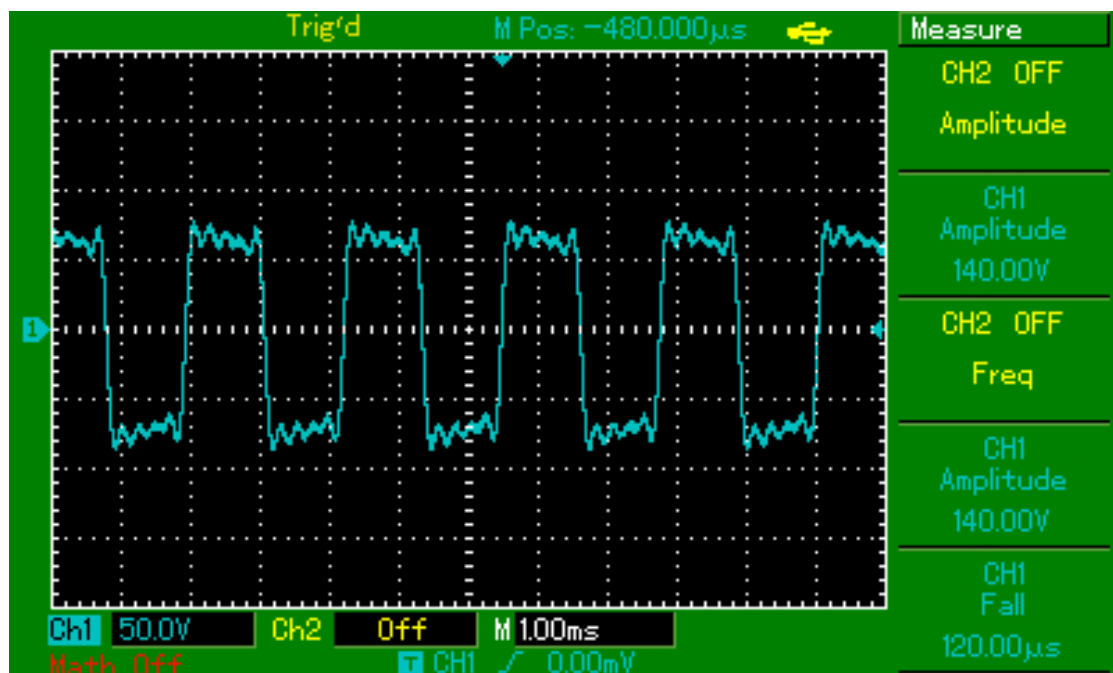 Trig'd M Pos: -480.000µs Measure
CH2 OFF
Amplitude
CH1
Amplitude
140.00V
CH2 OFF
Freq
CH1
Amplitude
140.00V
CH1
Fall
120.00µs
1
Ch1 50.0V Ch2 Off M 1.00ms
Math Off T CH1 0.00mV